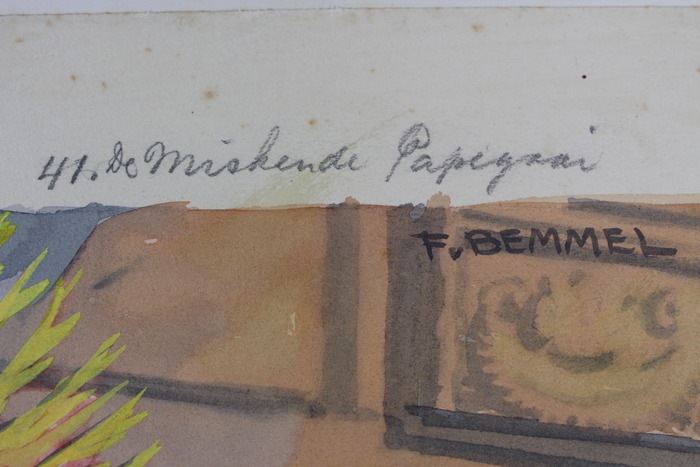 41. De Miskende Papegaai
F. BEMMEL